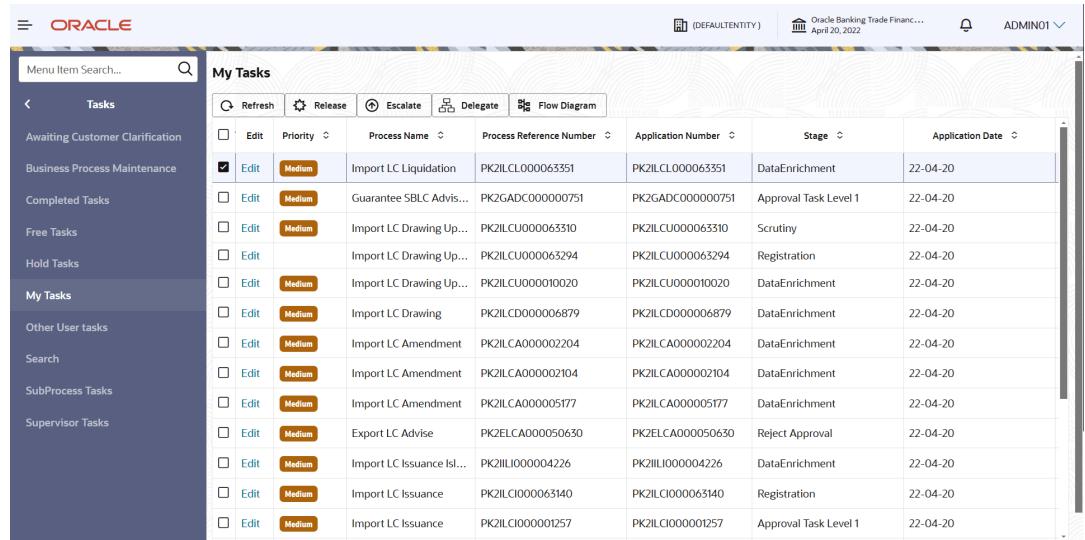 ORACLE
(DEFAULTENTITY)
Oracle Banking Trade Financ...
April 20, 2022
ADMIN01
Menu Item Search...
Tasks
Awaiting Customer Clarification
Business Process Maintenance
Completed Tasks
Free Tasks
Hold Tasks
My Tasks
Other User tasks
Search
SubProcess Tasks
Supervisor Tasks
My Tasks
Refresh Release Escalate Delegate Flow Diagram
Edit Priority Process Name Process Reference Number Application Number Stage Application Date
Edit Medium Import LC Liquidation PK2ILCL000063351 PK2ILCL000063351 DataEnrichment 22-04-20
Edit Medium Guarantee SBLC Advis... PK2GADC000000751 PK2GADC000000751 Approval Task Level 1 22-04-20
Edit Medium Import LC Drawing Up... PK2ILCU000063310 PK2ILCU000063310 Scrutiny 22-04-20
Edit Import LC Drawing Up... PK2ILCU000063294 PK2ILCU000063294 Registration 22-04-20
Edit Medium Import LC Drawing Up... PK2ILCU000010020 PK2ILCU000010020 DataEnrichment 22-04-20
Edit Medium Import LC Drawing PK2ILCD000006879 PK2ILCD000006879 DataEnrichment 22-04-20
Edit Medium Import LC Amendment PK2ILCA000002204 PK2ILCA000002204 DataEnrichment 22-04-20
Edit Medium Import LC Amendment PK2ILCA000002104 PK2ILCA000002104 DataEnrichment 22-04-20
Edit Medium Import LC Amendment PK2ILCA000005177 PK2ILCA000005177 DataEnrichment 22-04-20
Edit Medium Export LC Advise PK2ELCA000050630 PK2ELCA000050630 Reject Approval 22-04-20
Edit Medium Import LC Issuance Isl... PK2IILI000004226 PK2IILI000004226 DataEnrichment 22-04-20
Edit Medium Import LC Issuance PK2ILCI000063140 PK2ILCI000063140 Registration 22-04-20
Edit Medium Import LC Issuance PK2ILCI000001257 PK2ILCI000001257 Approval Task Level 1 22-04-20